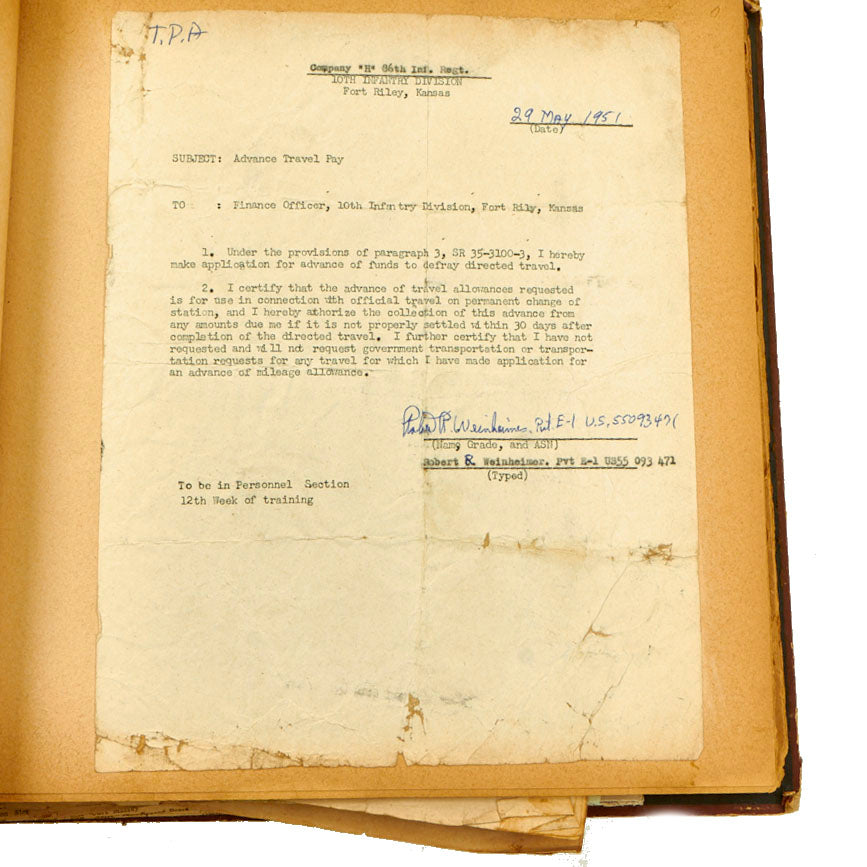 T.P.A
Company "H" 86th Inf. Regt.
10TH INFANTRY DIVISION
Fort Riley, Kansas
29 MAY 1951
(Date)
SUBJECT: Advance Travel Pay
TO : Finance Officer, 10th Infantry Division, Fort Rily, Kansas
1. Under the provisions of paragraph 3, SR 35-3100-3, I hereby
make application for advance of funds to defray directed travel.
2. I certify that the advance of travel allowances requested
is for use in connection with official travel on permanent change of
station, and I hereby athorize the collection of this advance from
any amounts due me if it is not properly settled within 30 days after
completion of the directed travel. I further certify that I have not
requested and will not request government transportation or transpor-
tation requests for any travel for which I have made application for
an advance of mileage allowance.
Robert R. Weinheimer, Pvt. E-1 U.S, 55093471
(Name, Grade, and ASN)
Robert R. Weinheimer. Pvt E-1 US55 093 471
(Typed)
To be in Personnel Section
12th Week of training